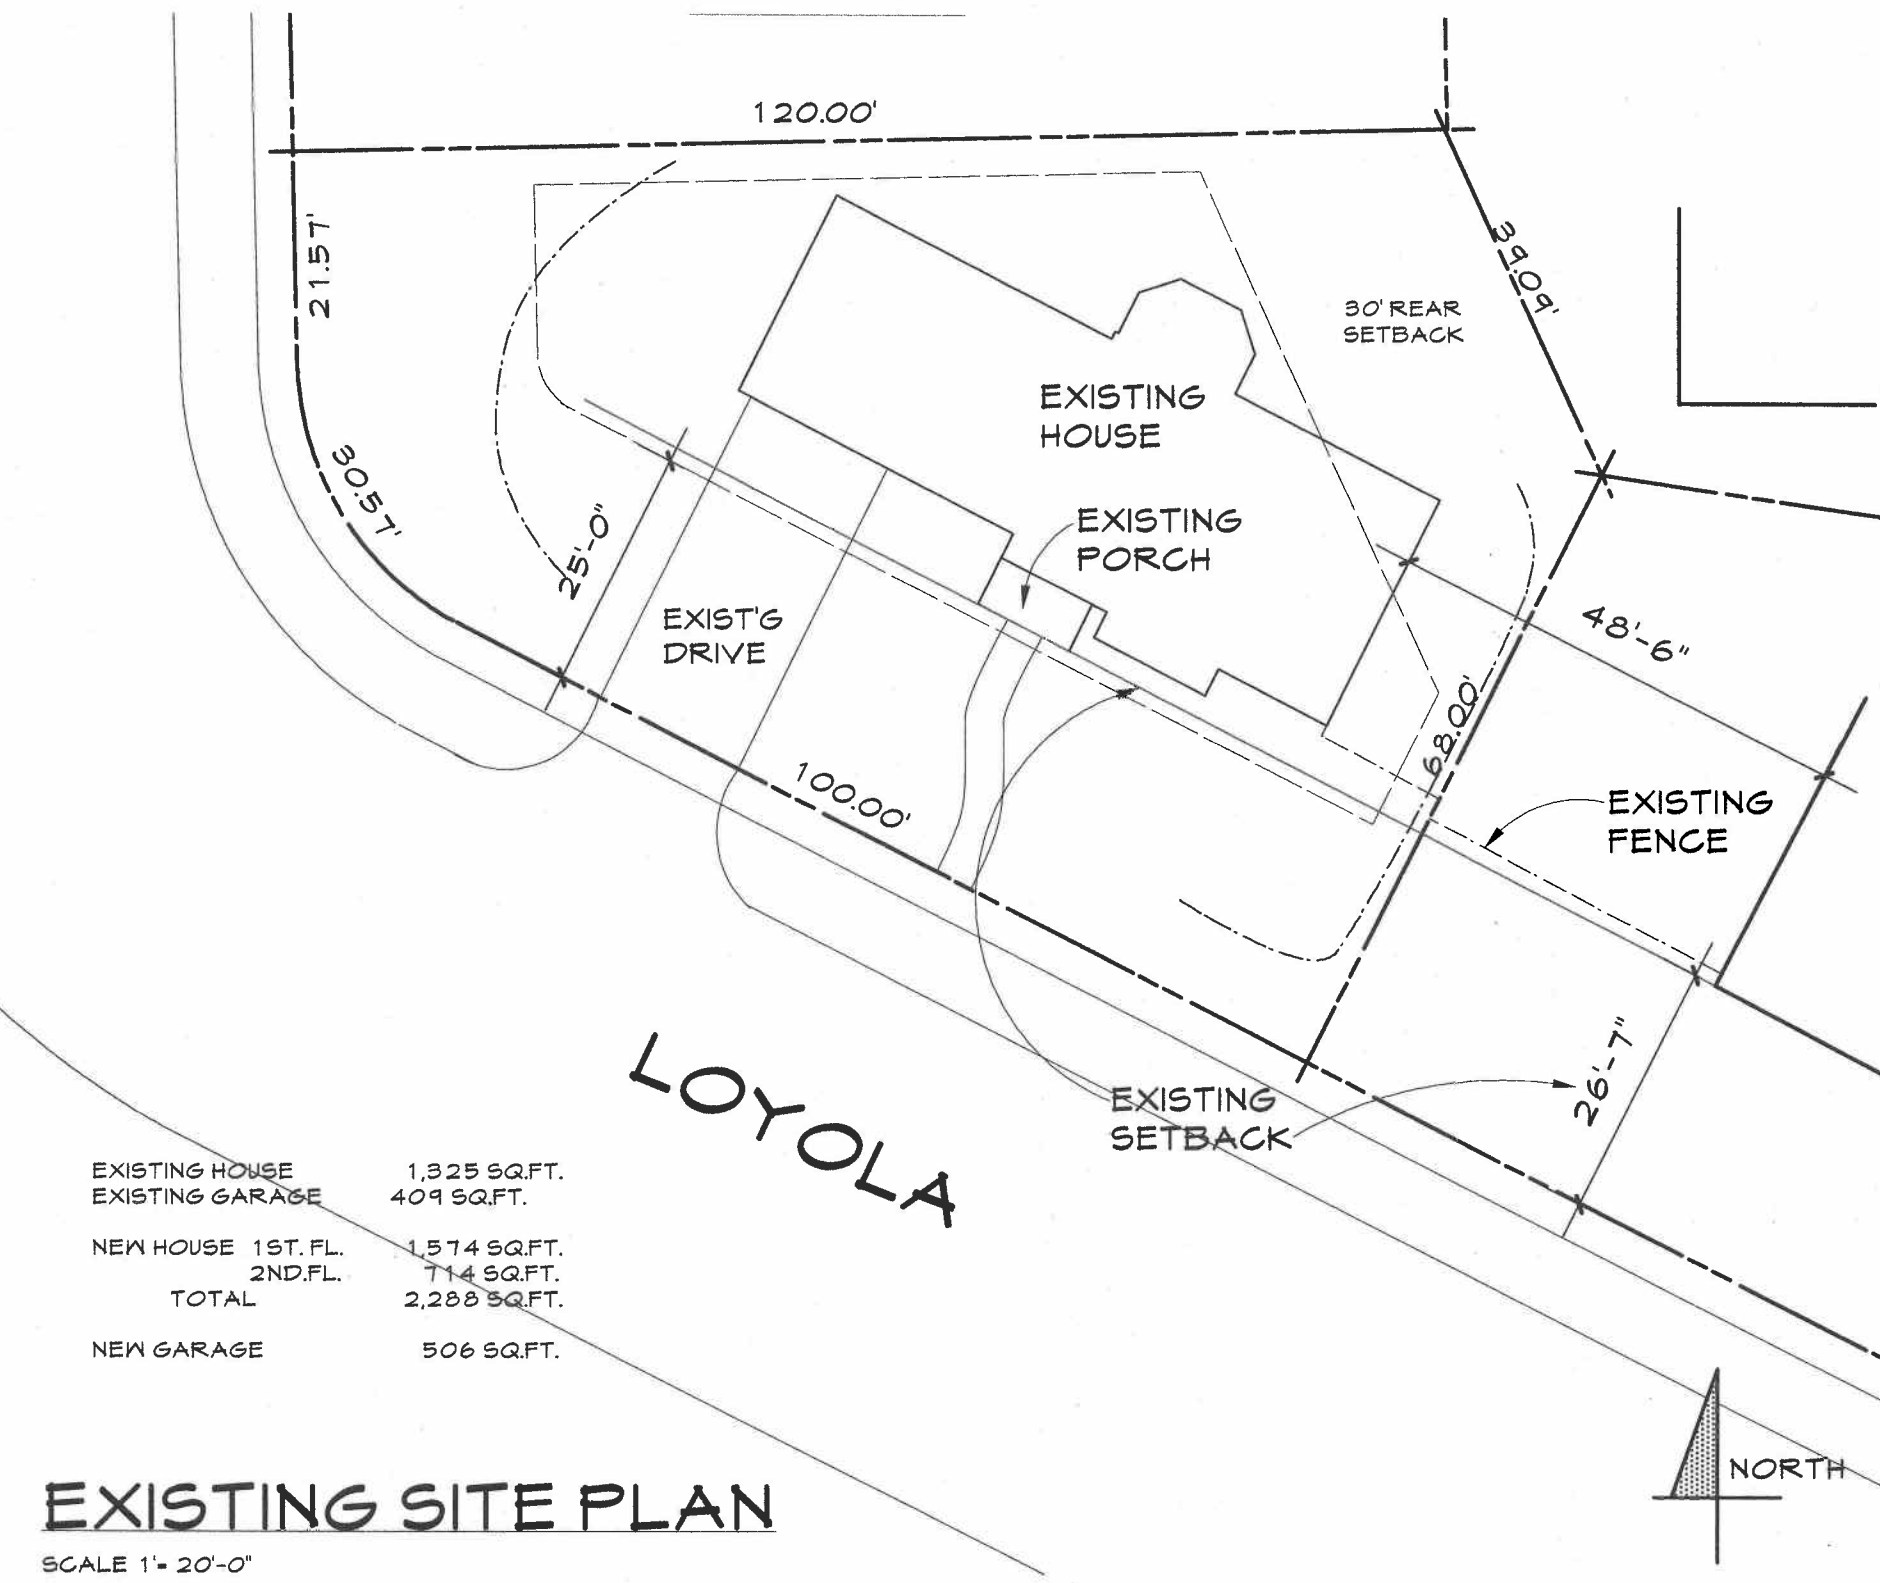 120.00'
21.57'
39.09'
30' REAR
SETBACK
EXISTING
HOUSE
30.57'
25'-0"
EXISTING
PORCH
EXIST'G
DRIVE
48'-6"
68.00'
100.00'
EXISTING
FENCE
LOYOLA
EXISTING
SETBACK
26'-7"
EXISTING HOUSE 1,325 SQ.FT.
EXISTING GARAGE 409 SQ.FT.
NEW HOUSE 1ST. FL. 1,574 SQ.FT.
2ND.FL. 714 SQ.FT.
TOTAL 2,288 SQ.FT.
NEW GARAGE 506 SQ.FT.
NORTH
EXISTING SITE PLAN
SCALE 1'= 20'-0"